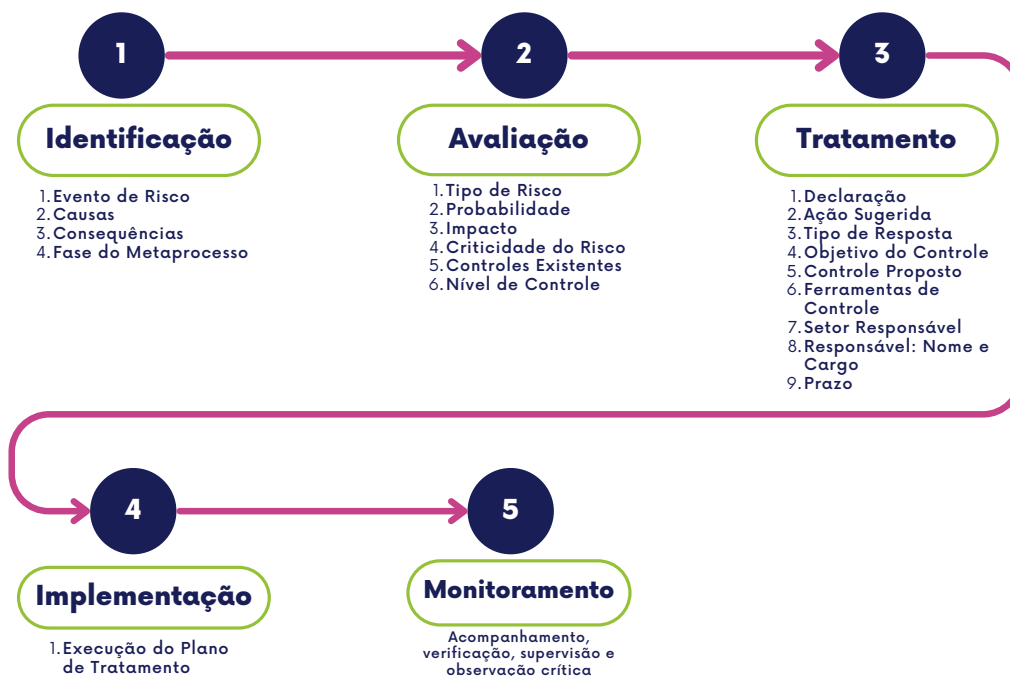 1
Identificação
1. Evento de Risco
2. Causas
3. Consequências
4. Fase do Metaprocesso
2
Avaliação
1. Tipo de Risco
2. Probabilidade
3. Impacto
4. Criticidade do Risco
5. Controles Existentes
6. Nível de Controle
3
Tratamento
1. Declaração
2. Ação Sugerida
3. Tipo de Resposta
4. Objetivo do Controle
5. Controle Proposto
6. Ferramentas de
Controle
7. Setor Responsável
8. Responsável: Nome e
Cargo
9. Prazo
4
Implementação
1. Execução do Plano
de Tratamento
5
Monitoramento
Acompanhamento,
verificação, supervisão e
observação crítica